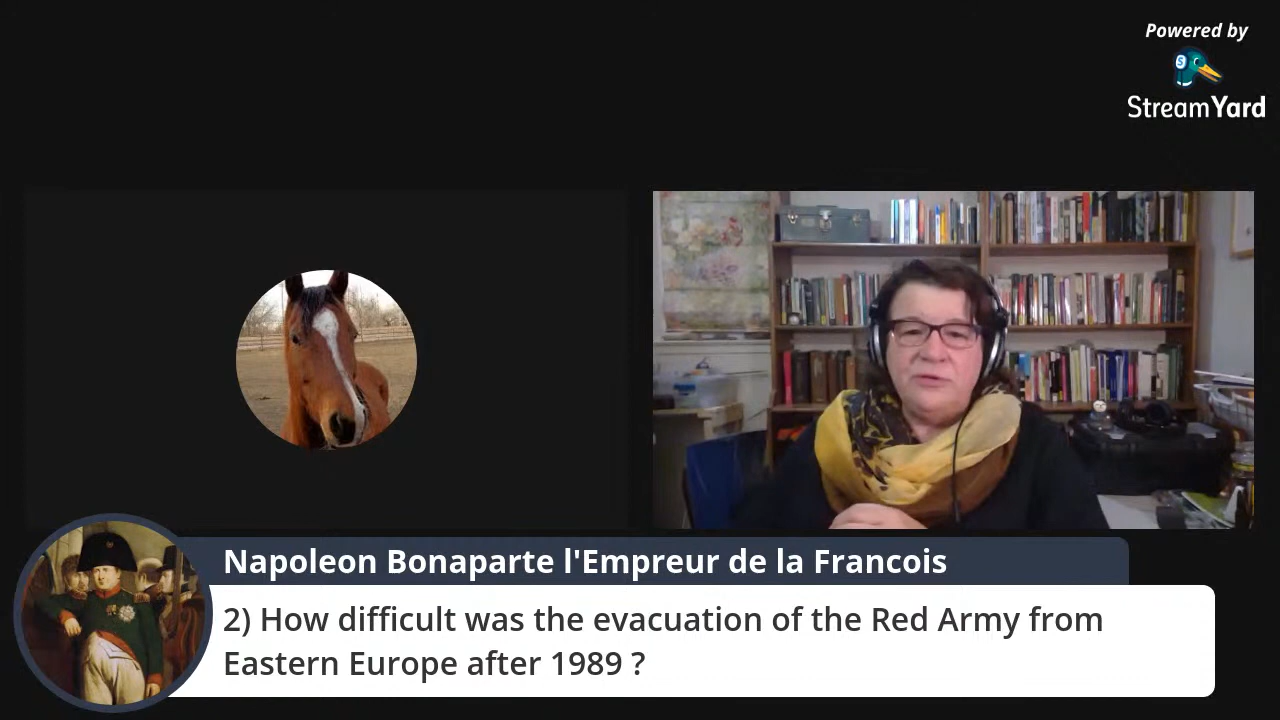 Powered by
StreamYard
Napoleon Bonaparte l'Empreur de la Francois
2) How difficult was the evacuation of the Red Army from
Eastern Europe after 1989 ?